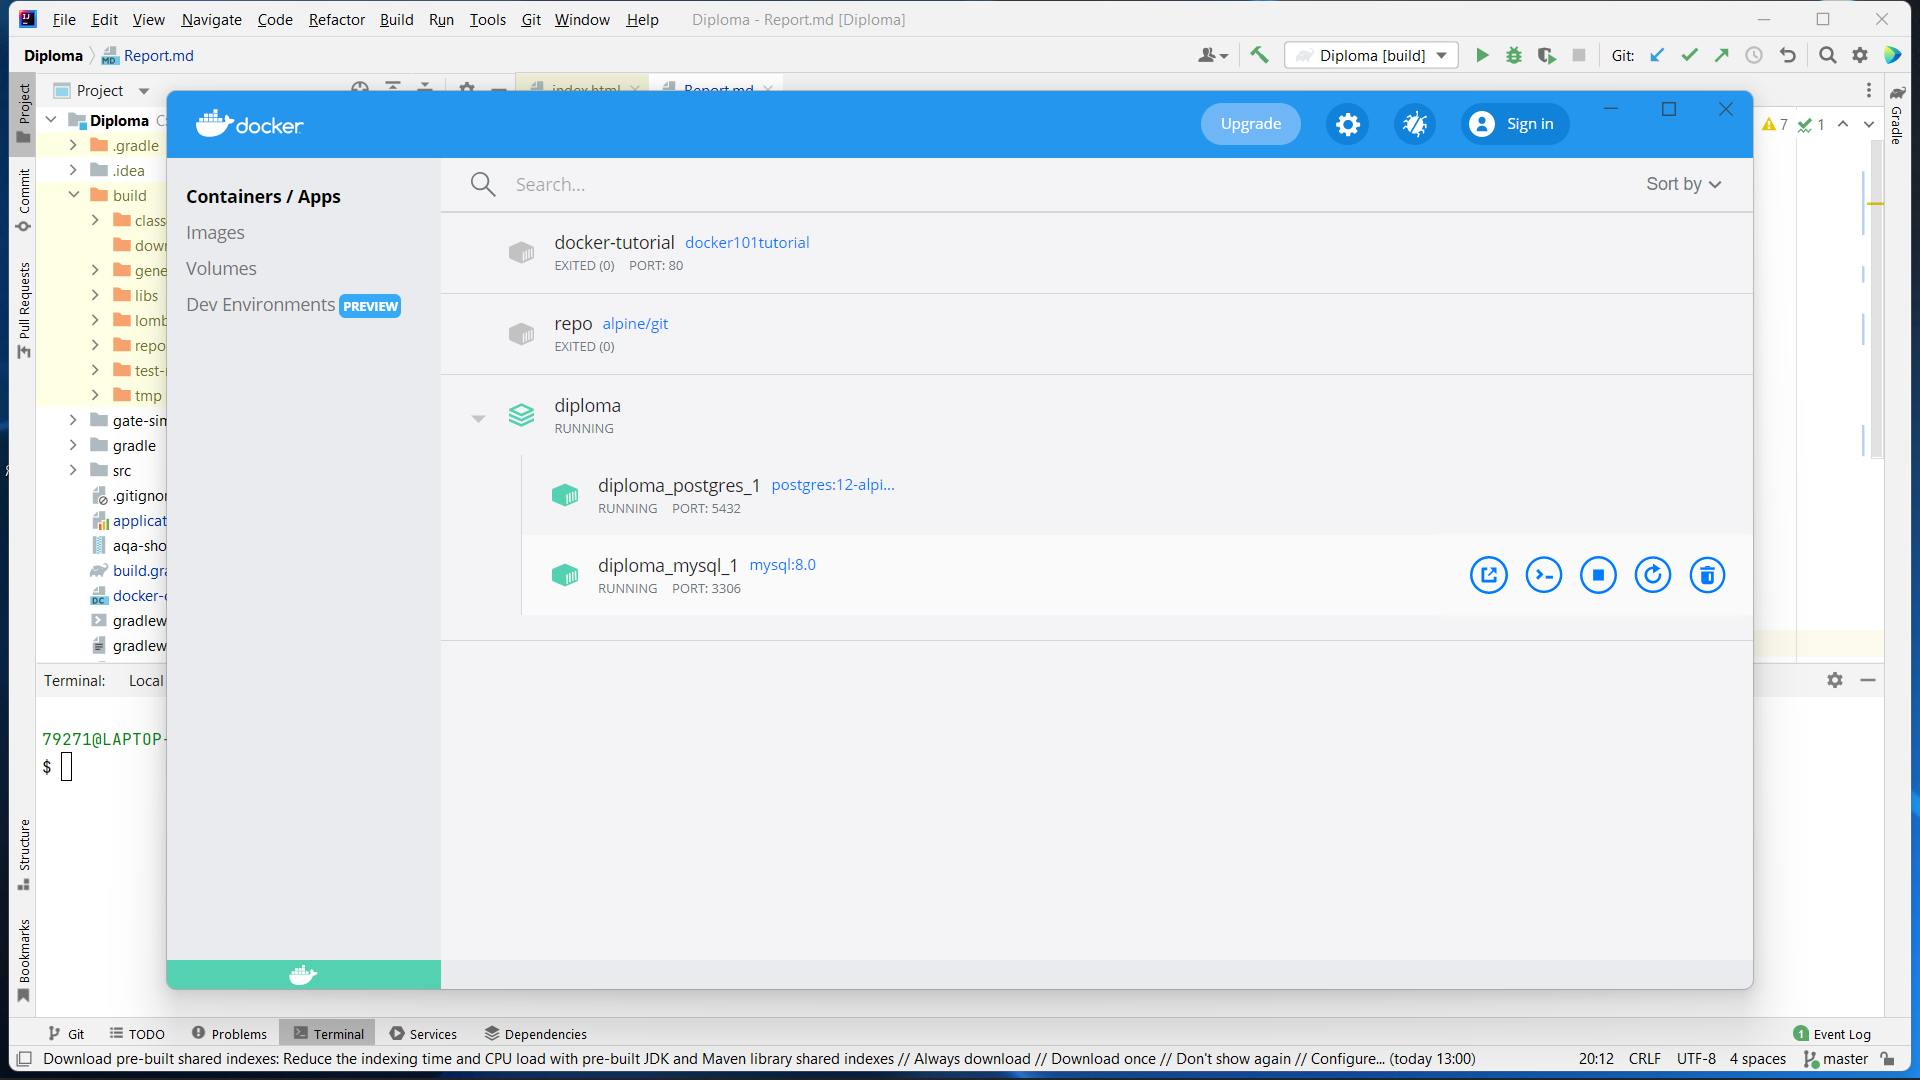 File Edit View Navigate Code Refactor Build Run Tools Git Window Help Diploma - Report.md [Diploma]
Diploma Report.md Diploma [build] Git:
Project
index.html Report.md
Diploma
.gradle
.idea
build
class
dow
gene
libs
lomb
repo
test-
tmp
gate-sim
gradle
src
.gitignor
applicat
aqa-sho
build.gra
docker-
gradlew
gradlew
7 1
Project
Commit
Pull Requests
Structure
Bookmarks
Gradle
docker
Upgrade
Sign in
Containers / Apps
Images
Volumes
Dev Environments PREVIEW
Search...
Sort by
docker-tutorial docker101tutorial
EXITED (0) PORT: 80
repo alpine/git
EXITED (0)
diploma
RUNNING
diploma_postgres_1 postgres:12-alpi...
RUNNING PORT: 5432
diploma_mysql_1 mysql:8.0
RUNNING PORT: 3306
Terminal: Local
79271@LAPTOP-
$
Git TODO Problems Terminal Services Dependencies 1 Event Log
Download pre-built shared indexes: Reduce the indexing time and CPU load with pre-built JDK and Maven library shared indexes // Always download // Download once // Don't show again // Configure... (today 13:00) 20:12 CRLF UTF-8 4 spaces master